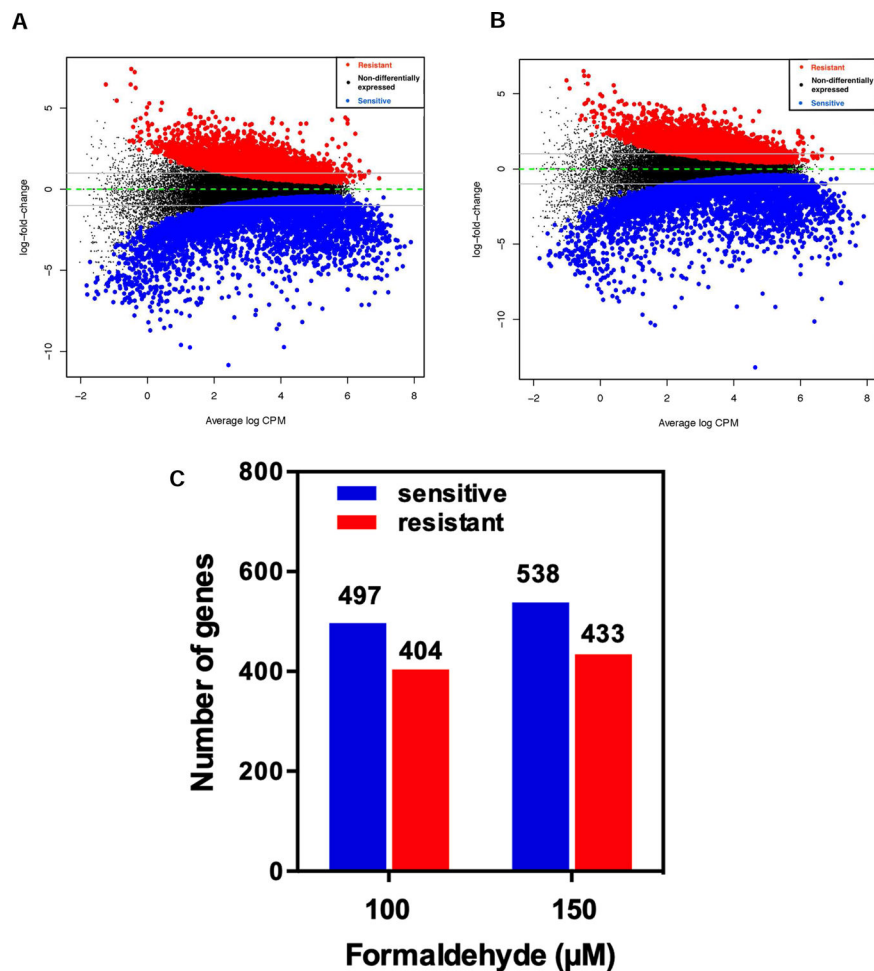 A
Resistant
Non-differentially
expressed
Sensitive
5
0
−5
−10
log−fold−change
−2
0
2
4
6
8
Average log CPM
B
Resistant
Non-differentially
expressed
Sensitive
5
0
−5
−10
log−fold−change
−2
0
2
4
6
8
Average log CPM
C
sensitive
resistant
800
600
400
200
0
Number of genes
497
404
538
433
100
150
Formaldehyde (µM)